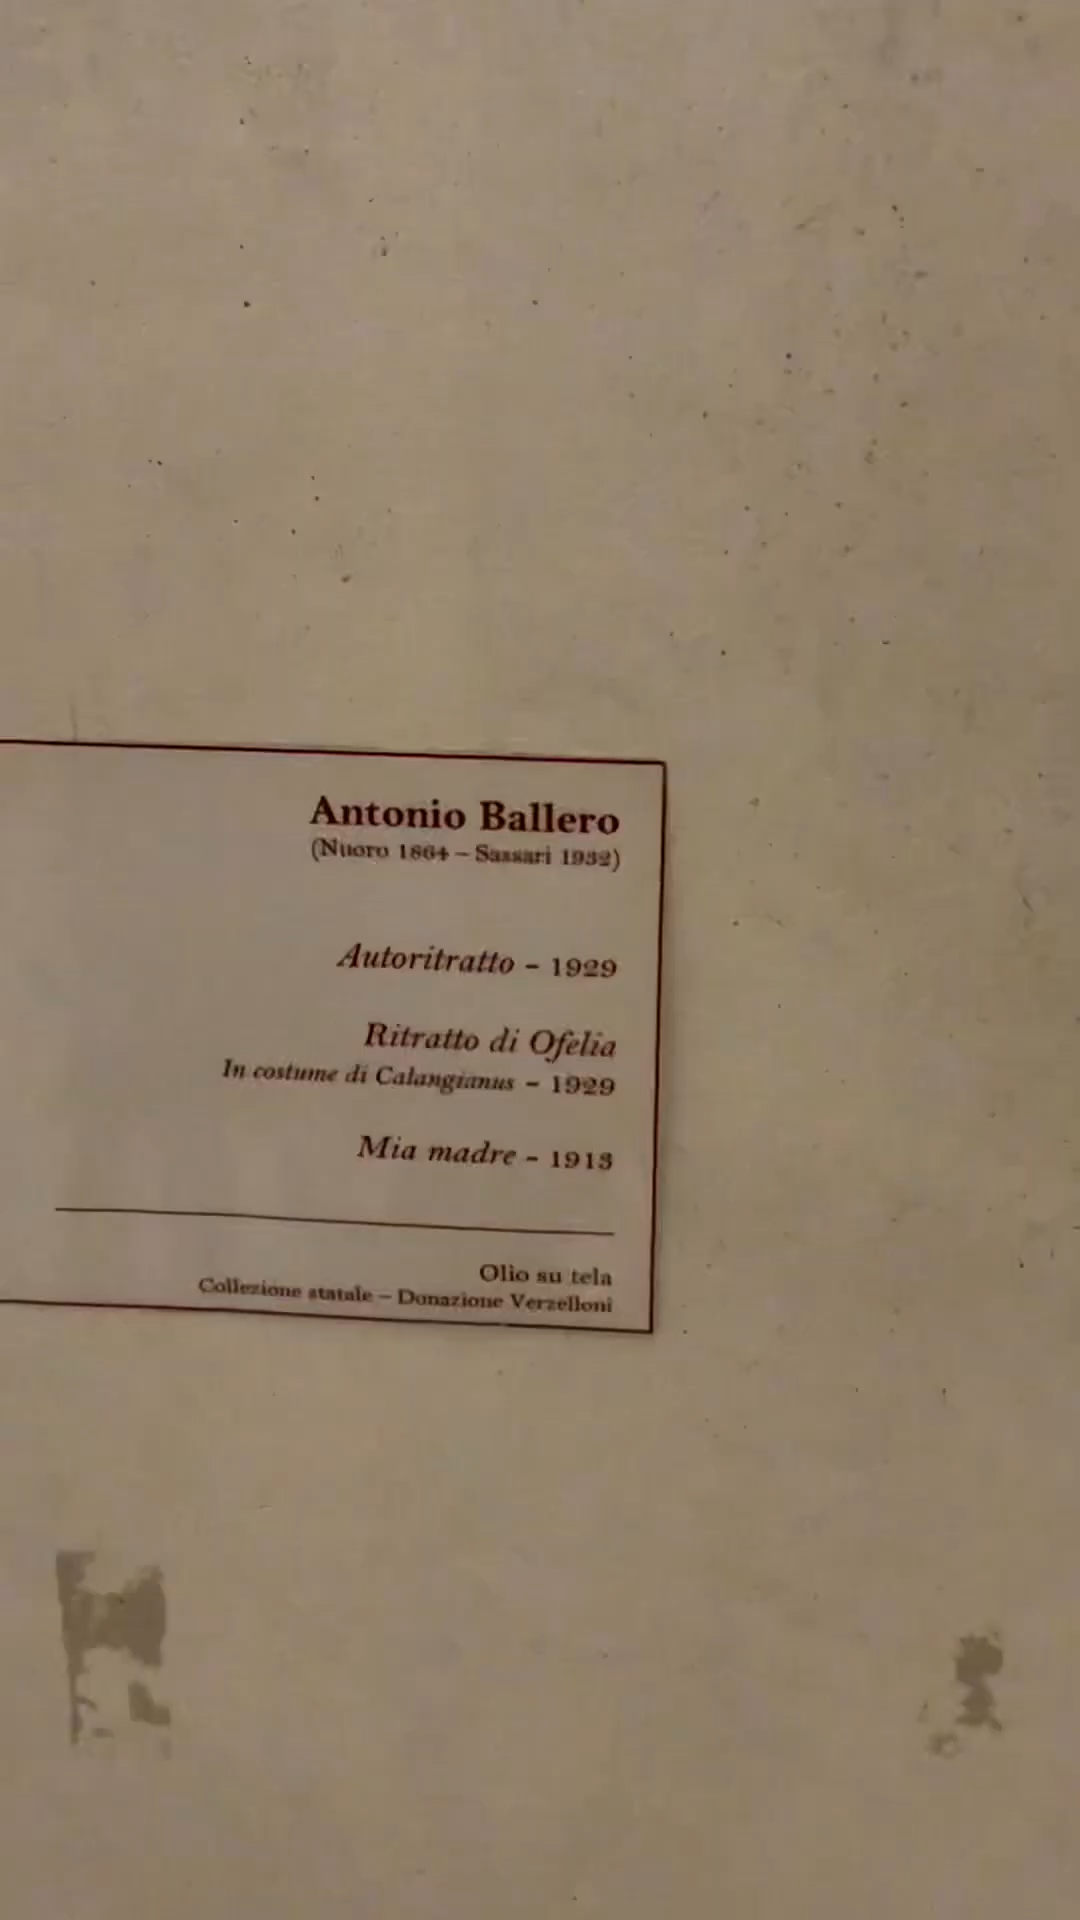 Antonio Ballero
(Nuoro 1864 – Sassari 1932)
Autoritratto - 1929
Ritratto di Ofelia
In costume di Calangianus - 1929
Mia madre - 1913
Olio su tela
Collezione statale – Donazione Verzelloni